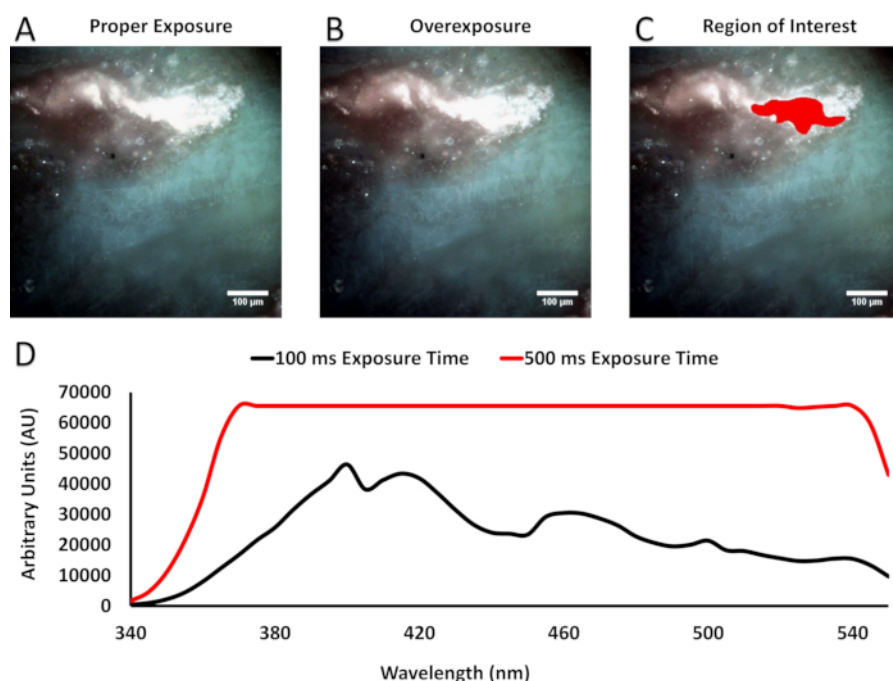 A Proper Exposure
B Overexposure
C Region of Interest
100 µm
100 µm
100 µm
D
100 ms Exposure Time 500 ms Exposure Time
Arbitrary Units (AU)
70000
60000
50000
40000
30000
20000
10000
0
340 380 420 460 500 540
Wavelength (nm)